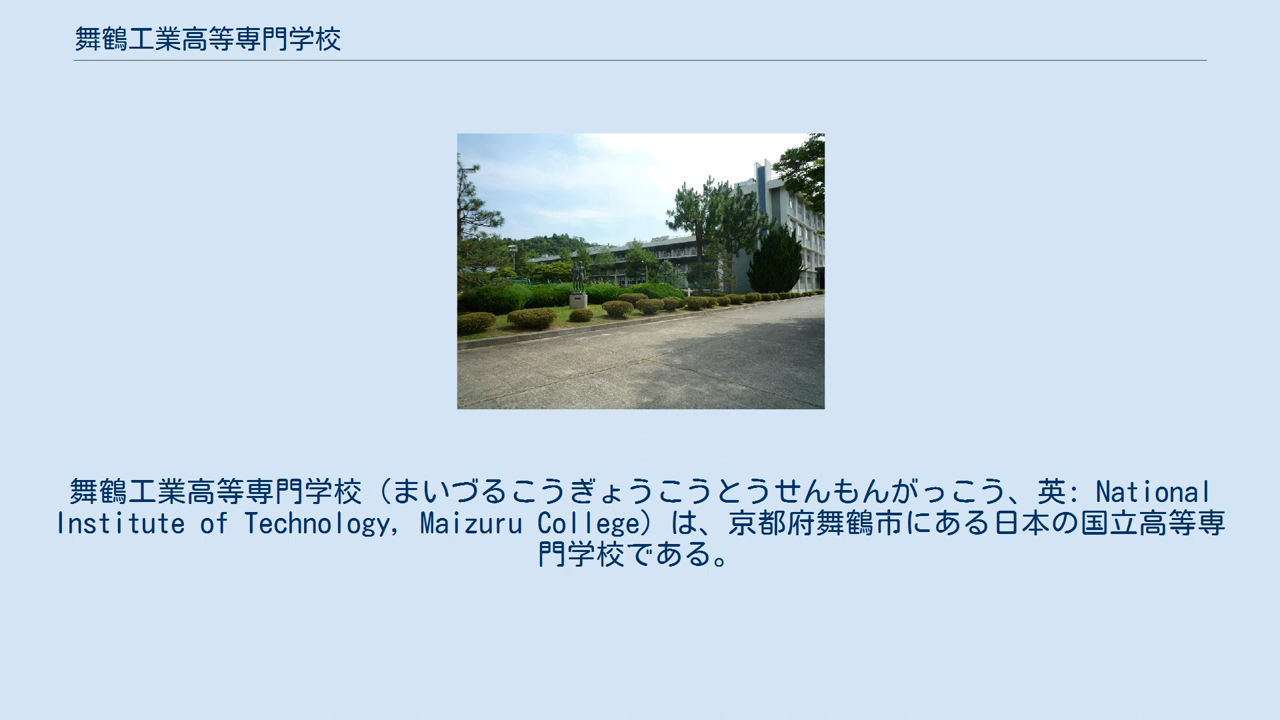 舞鶴工業高等専門学校
舞鶴工業高等専門学校（まいづるこうぎょうこうとうせんもんがっこう、英: National
Institute of Technology, Maizuru College）は、京都府舞鶴市にある日本の国立高等専
門学校である。